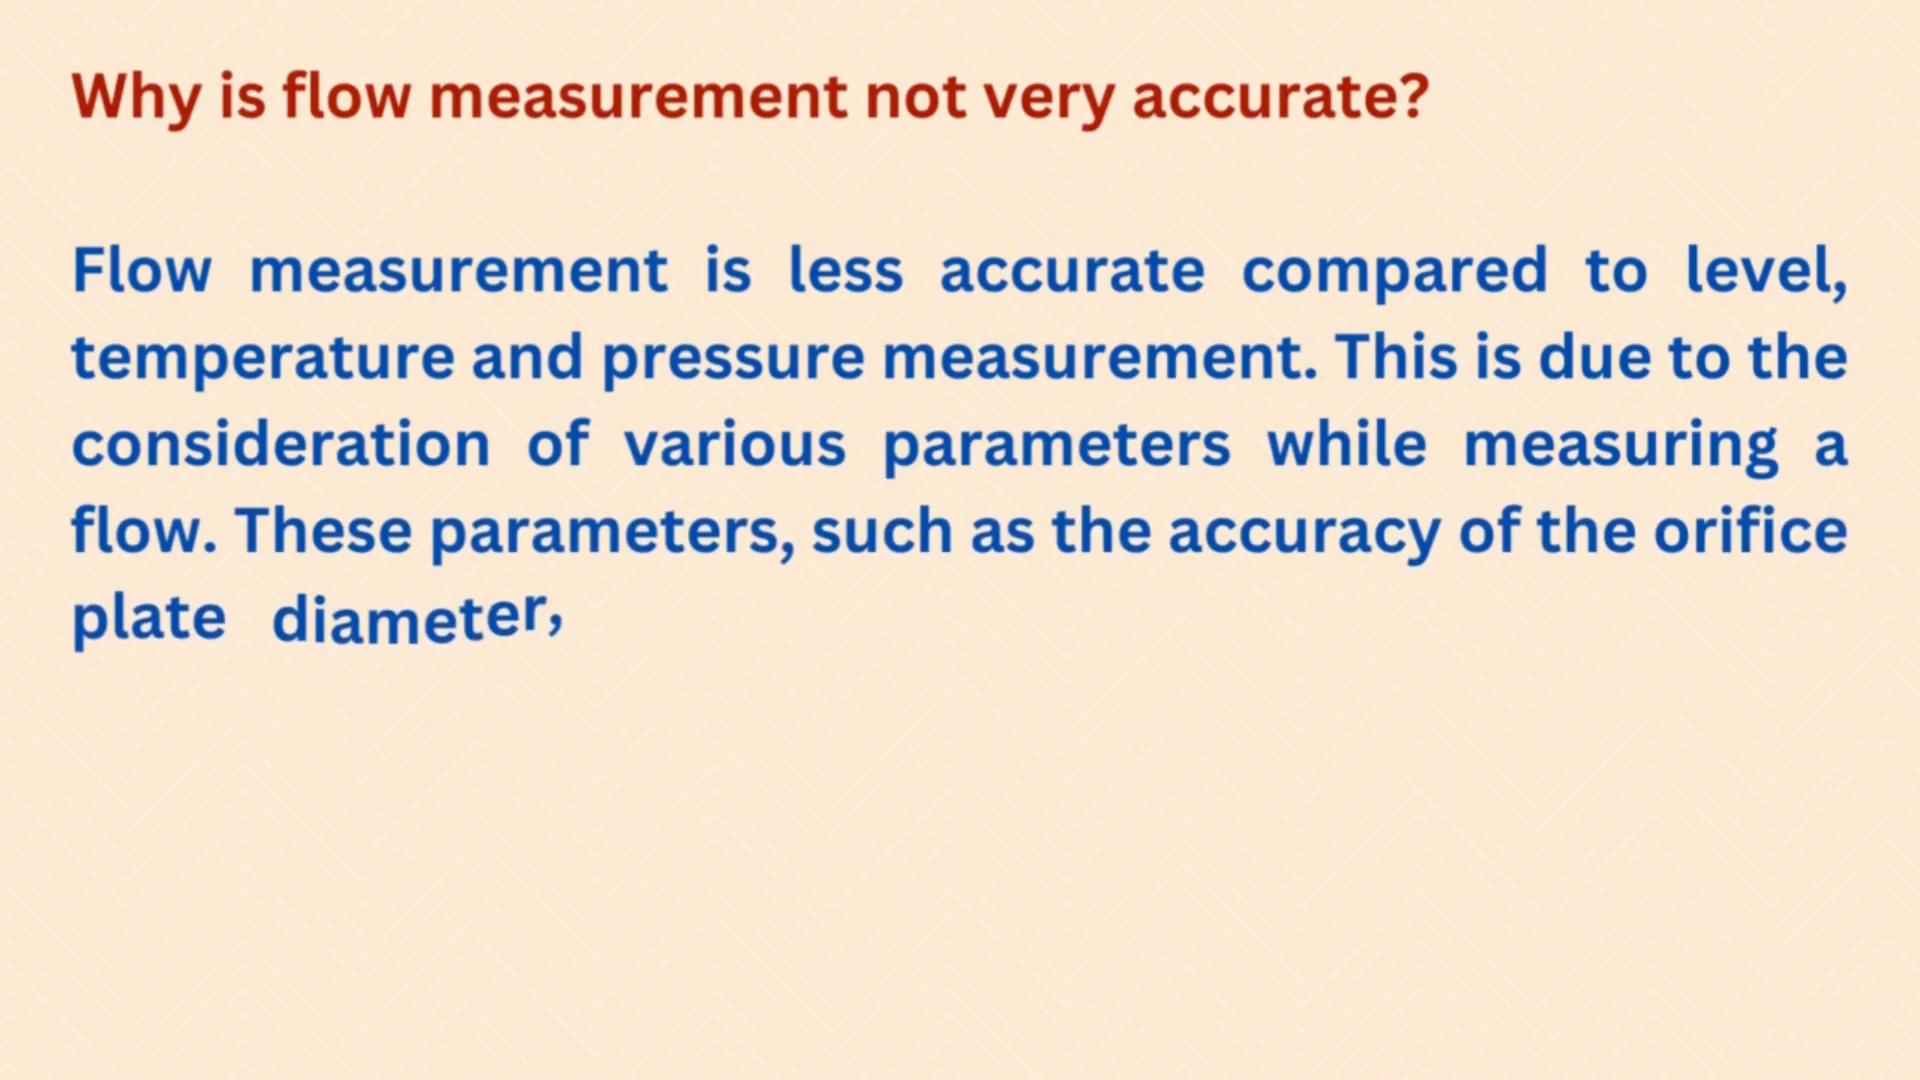 Why is flow measurement not very accurate?
Flow measurement is less accurate compared to level,
temperature and pressure measurement. This is due to the
consideration of various parameters while measuring a
flow. These parameters, such as the accuracy of the orifice
plate diameter,